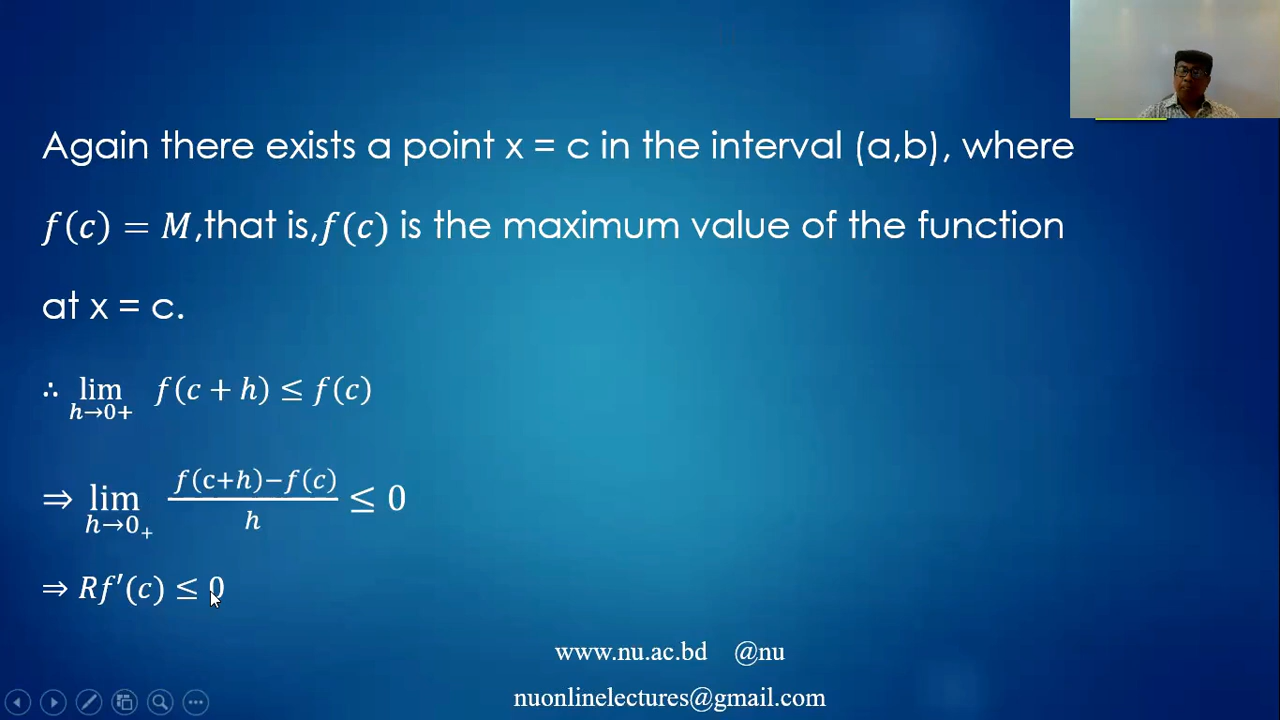 Again there exists a point x = c in the interval (a,b), where
f(c) = M,that is,f(c) is the maximum value of the function
at x = c.
∴ lim h→0+ f(c + h) ≤ f(c)
⇒ lim h→0₊ f(c+h)−f(c) / h ≤ 0
⇒ Rf′(c) ≤ 0
www.nu.ac.bd @nu
nuonlinelectures@gmail.com